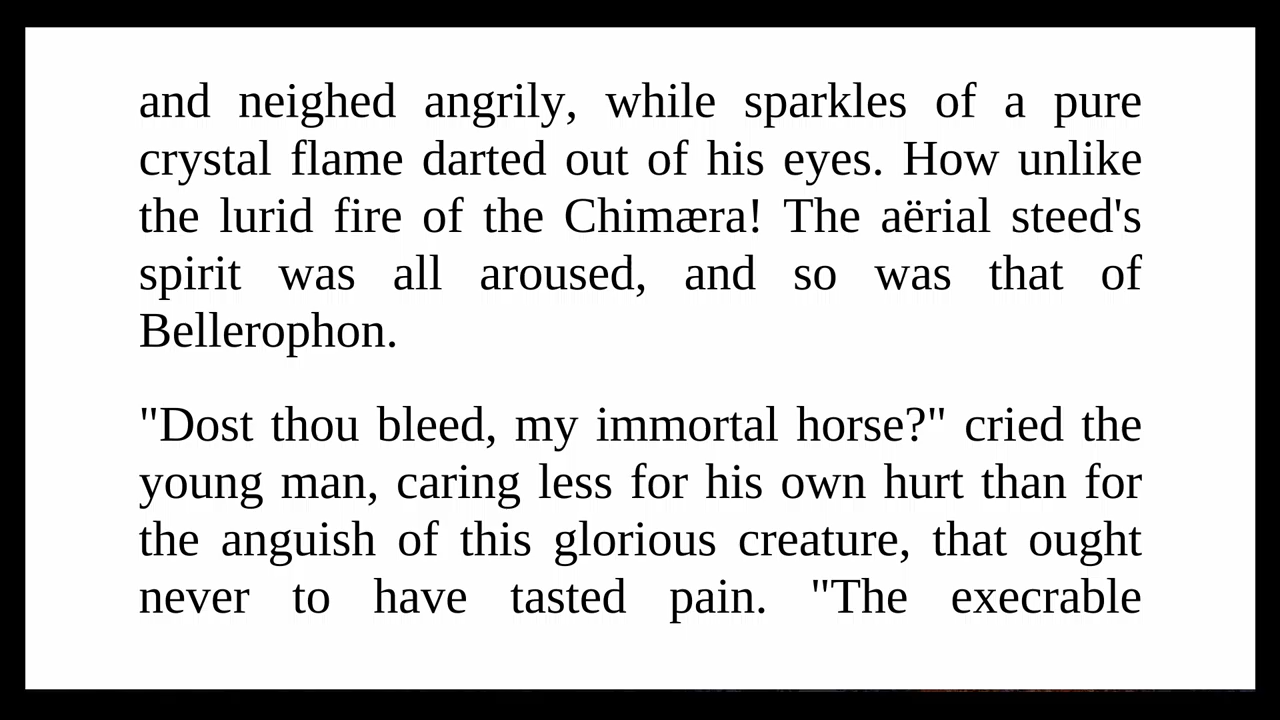 and neighed angrily, while sparkles of a pure
crystal flame darted out of his eyes. How unlike
the lurid fire of the Chimæra! The aërial steed's
spirit was all aroused, and so was that of
Bellerophon.
"Dost thou bleed, my immortal horse?" cried the
young man, caring less for his own hurt than for
the anguish of this glorious creature, that ought
never to have tasted pain. "The execrable